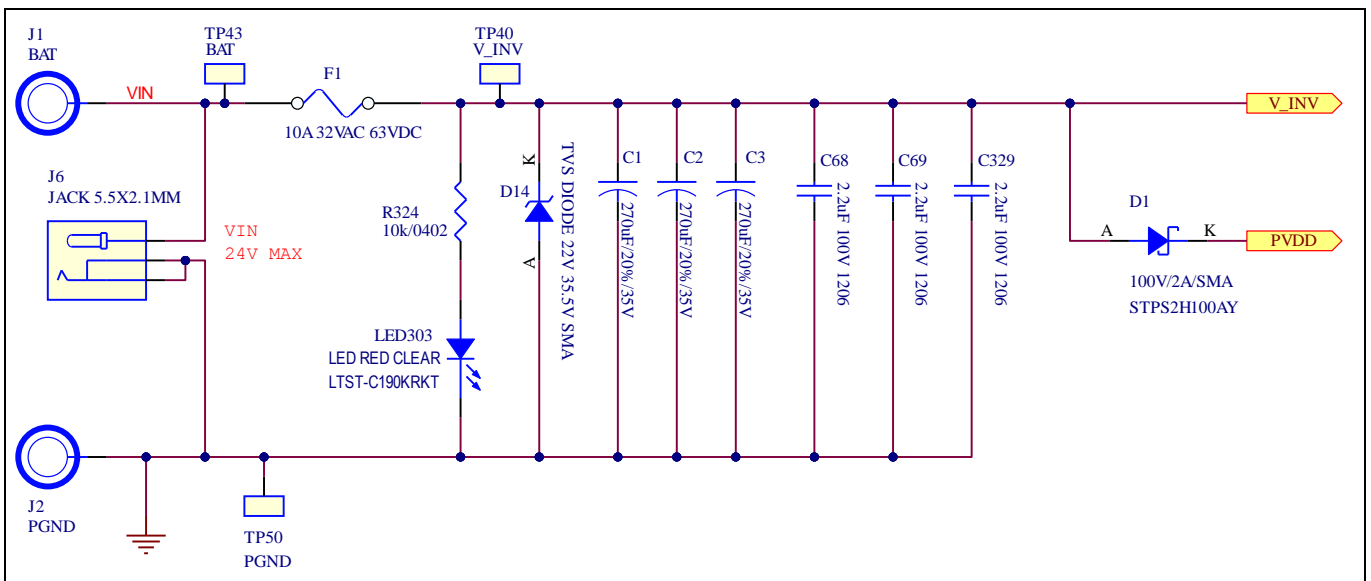 J1
BAT
VIN
TP43
BAT
F1
10A 32VAC 63VDC
TP40
V_INV
V_INV
J6
JACK 5.5X2.1MM
VIN
24V MAX
R324
10k/0402
K
D14
A
TVS DIODE 22V 35.5V SMA
C1
270uF/20%/35V
C2
270uF/20%/35V
C3
270uF/20%/35V
C68
2.2uF 100V 1206
C69
2.2uF 100V 1206
C329
2.2uF 100V 1206
D1
A
K
PVDD
100V/2A/SMA
STPS2H100AY
LED303
LED RED CLEAR
LTST-C190KRKT
J2
PGND
TP50
PGND